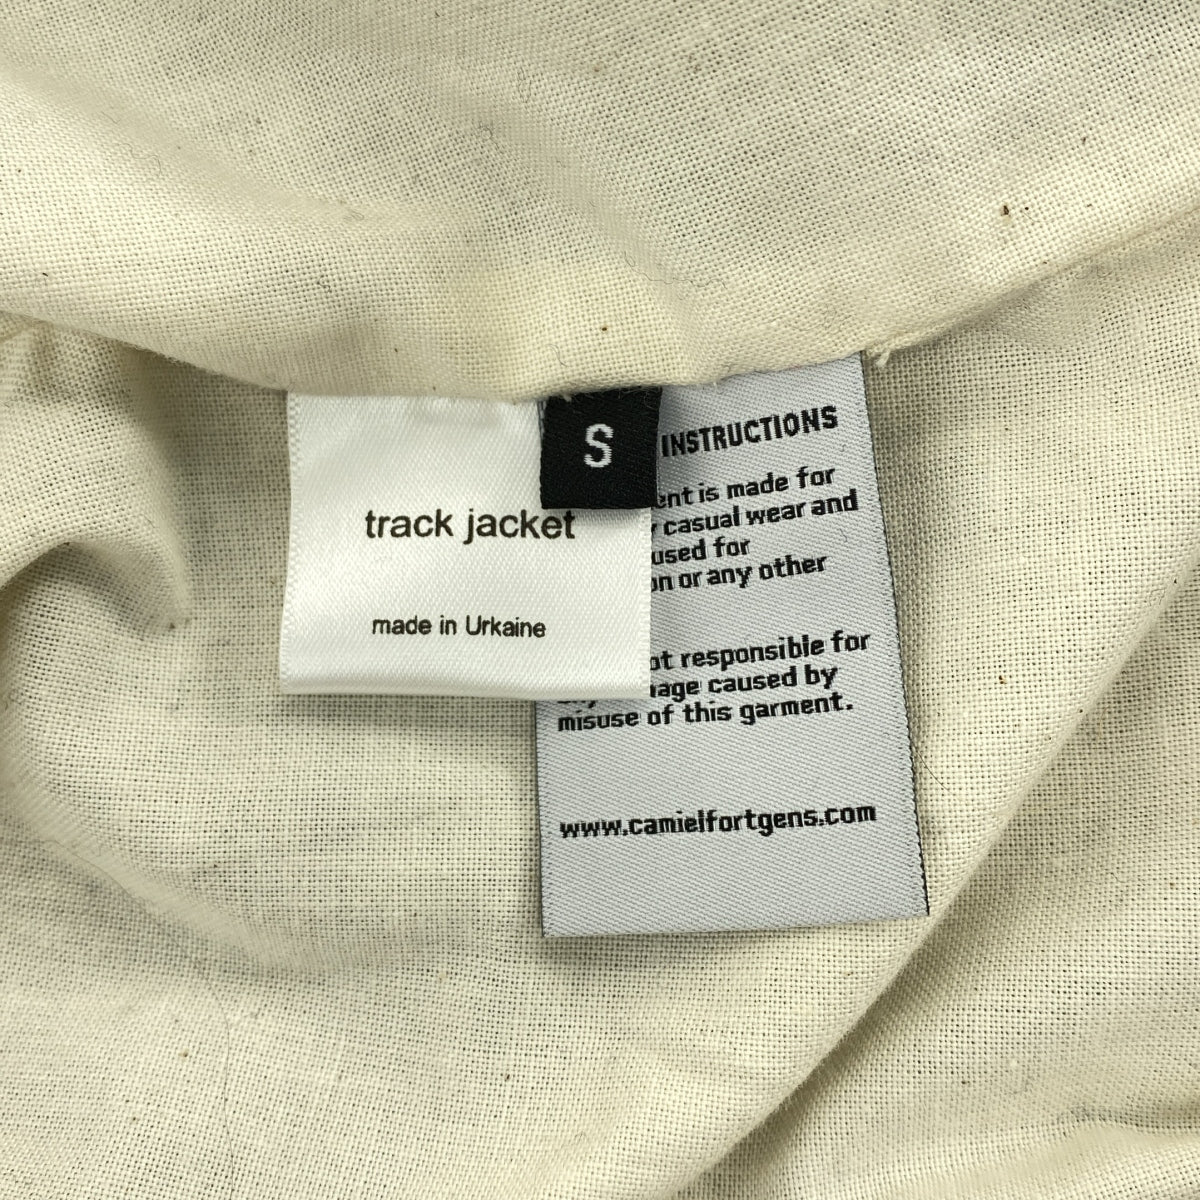 S
track jacket
made in Urkaine
INSTRUCTIONS
is made for
casual wear and
used for
or any other
responsible for
caused by
misuse of this garment.
www.camielfortgens.com